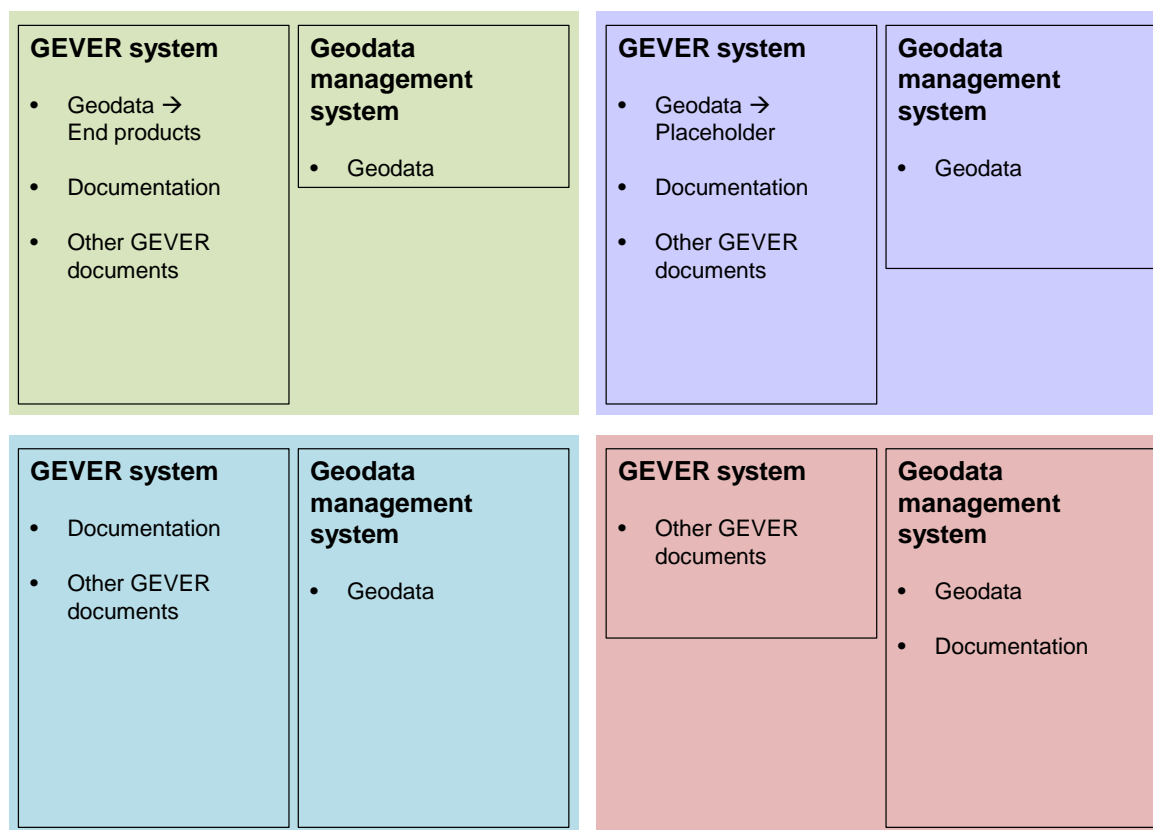 GEVER system
• Geodata →
End products
• Documentation
• Other GEVER
documents
Geodata
management
system
• Geodata
GEVER system
• Geodata →
Placeholder
• Documentation
• Other GEVER
documents
Geodata
management
system
• Geodata
GEVER system
• Documentation
• Other GEVER
documents
Geodata
management
system
• Geodata
GEVER system
• Other GEVER
documents
Geodata
management
system
• Geodata
• Documentation